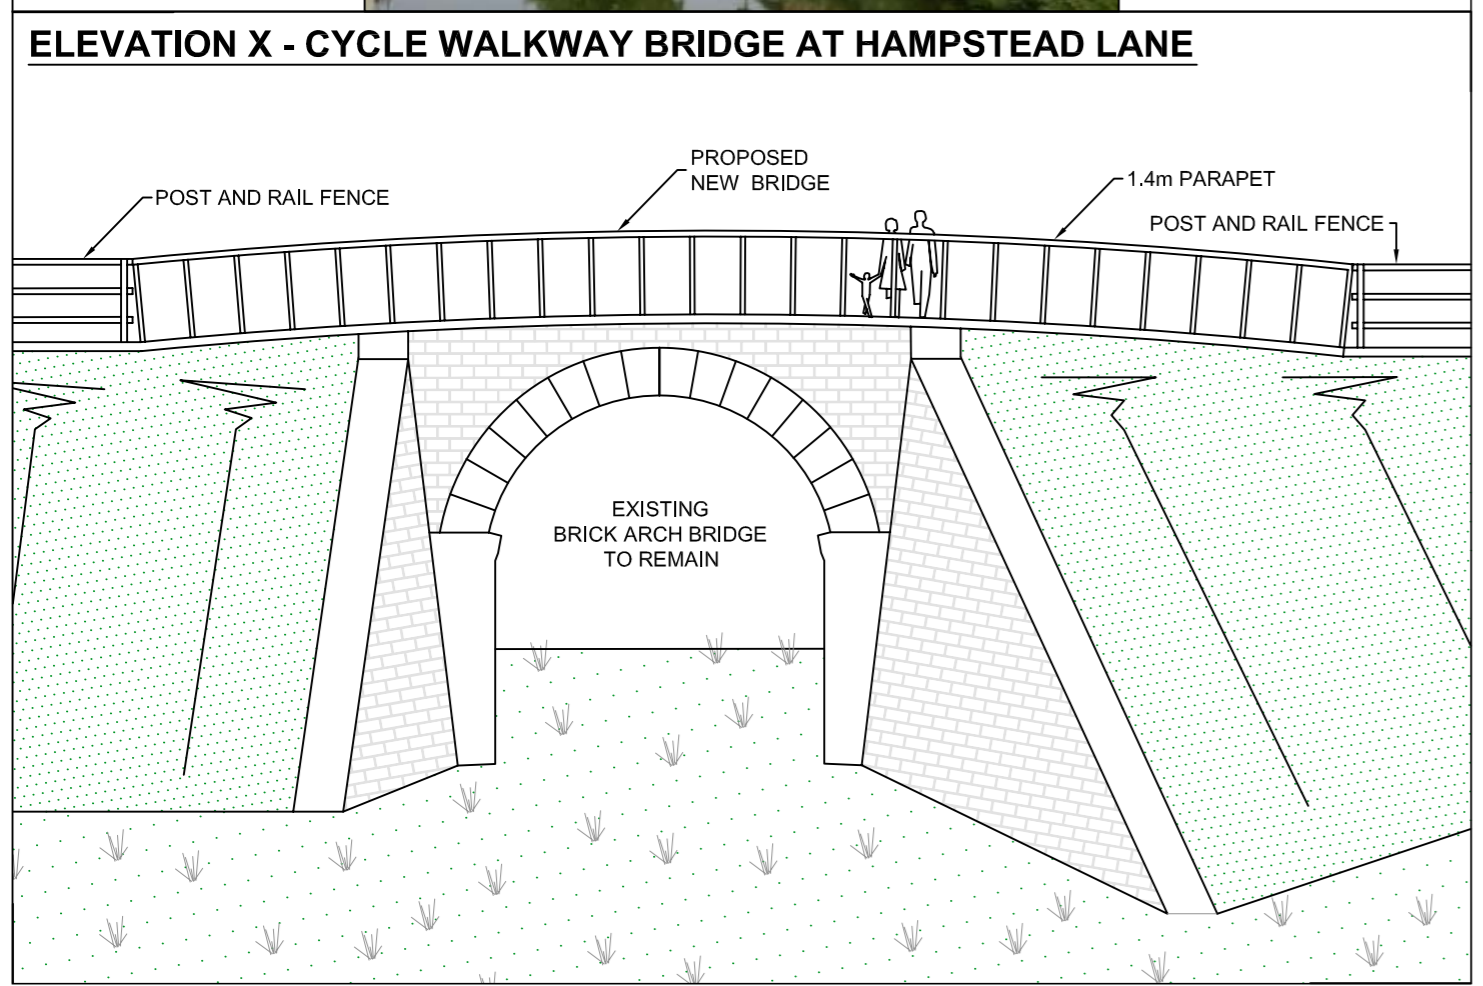 ELEVATION X - CYCLE WALKWAY BRIDGE AT HAMPSTEAD LANE
PROPOSED
NEW BRIDGE
1.4m PARAPET
POST AND RAIL FENCE
POST AND RAIL FENCE
EXISTING
BRICK ARCH BRIDGE
TO REMAIN